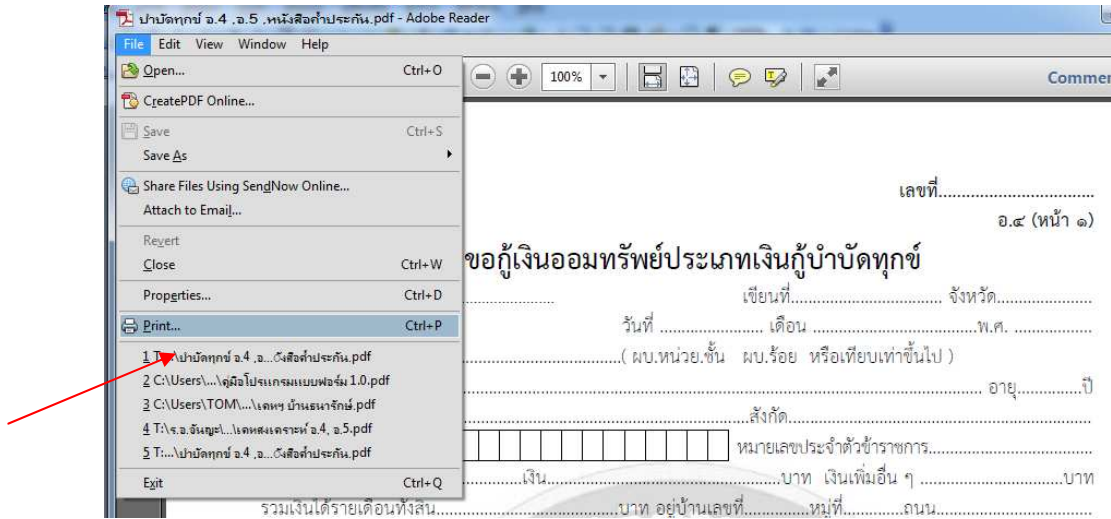 บำบัดทุกข์ อ.4 ,อ.5 ,หนังสือค้ำประกัน.pdf - Adobe Reader
File Edit View Window Help
Open... Ctrl+O
100%
Commer
CreatePDF Online...
Save Ctrl+S
Save As
Share Files Using SendNow Online...
Attach to Email...
Revert
Close Ctrl+W
Properties... Ctrl+D
Print... Ctrl+P
1 T:...\บำบัดทุกข์ อ.4 ,อ...ังสือค้ำประกัน.pdf
2 C:\Users\...\คู่มือโปรแกรมแบบฟอร์ม 1.0.pdf
3 C:\Users\TOM\...\เคหฯ บ้านธนารักษ์.pdf
4 T:\ร.อ.จันญะ\...\เคหสงเคราะห์ อ.4, อ.5.pdf
5 T:...\บำบัดทุกข์ อ.4 ,อ...ังสือค้ำประกัน.pdf
Exit Ctrl+Q
เลขที่..................................
อ.๔ (หน้า ๑)
ขอกู้เงินออมทรัพย์ประเภทเงินกู้บำบัดทุกข์
เขียนที่................................. จังหวัด.....................
วันที่ ....................... เดือน ....................................พ.ศ. .................
.................................( ผบ.หน่วย.ชั้น ผบ.ร้อย หรือเทียบเท่าขึ้นไป )
อายุ..............ปี
สังกัด....................................................................
หมายเลขประจำตัวข้าราชการ...................................
.............เงิน..................................................บาท เงินเพิ่มอื่น ๆ ...............................บาท
รวมเงินได้รายเดือนทั้งสิ้น.......................................บาท อยู่บ้านเลขที่..............หมู่ที่.............ถนน..................................